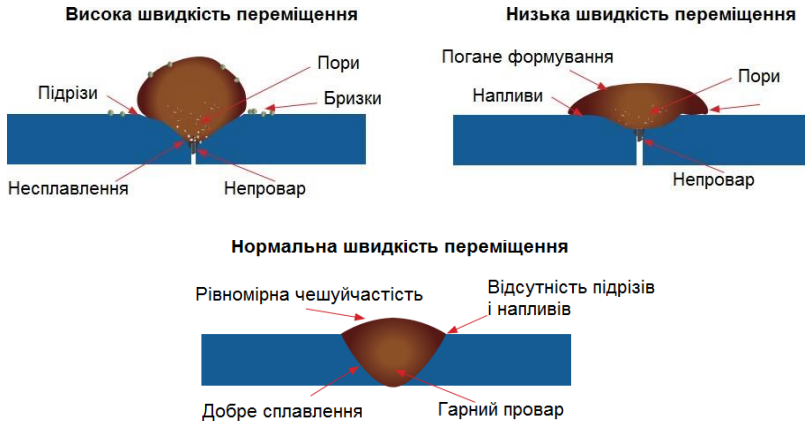 Висока швидкість переміщення
Пори
Підрізи
Бризки
Несплавлення
Непровар
Низька швидкість переміщення
Погане формування
Пори
Напливи
Непровар
Нормальна швидкість переміщення
Рівномірна чешуйчастість
Відсутність підрізів
і напливів
Добре сплавлення
Гарний провар